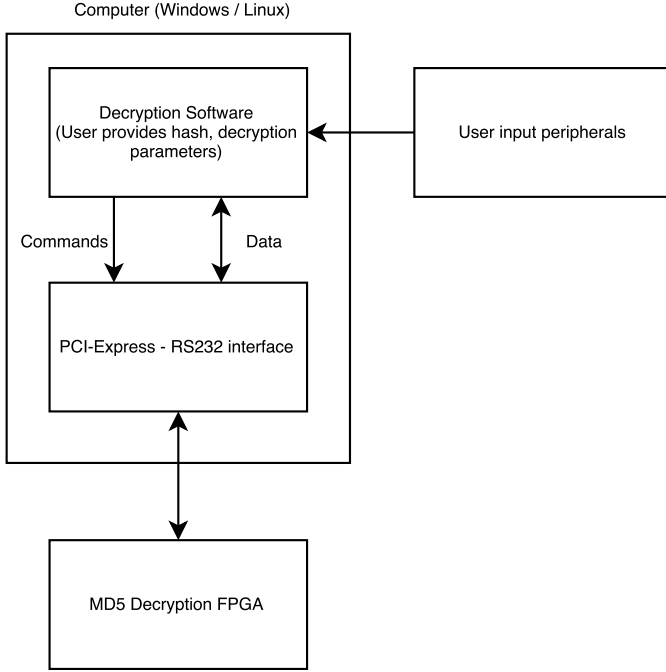 Computer (Windows / Linux)
Decryption Software
(User provides hash, decryption
parameters)
User input peripherals
Commands
Data
PCI-Express - RS232 interface
MD5 Decryption FPGA